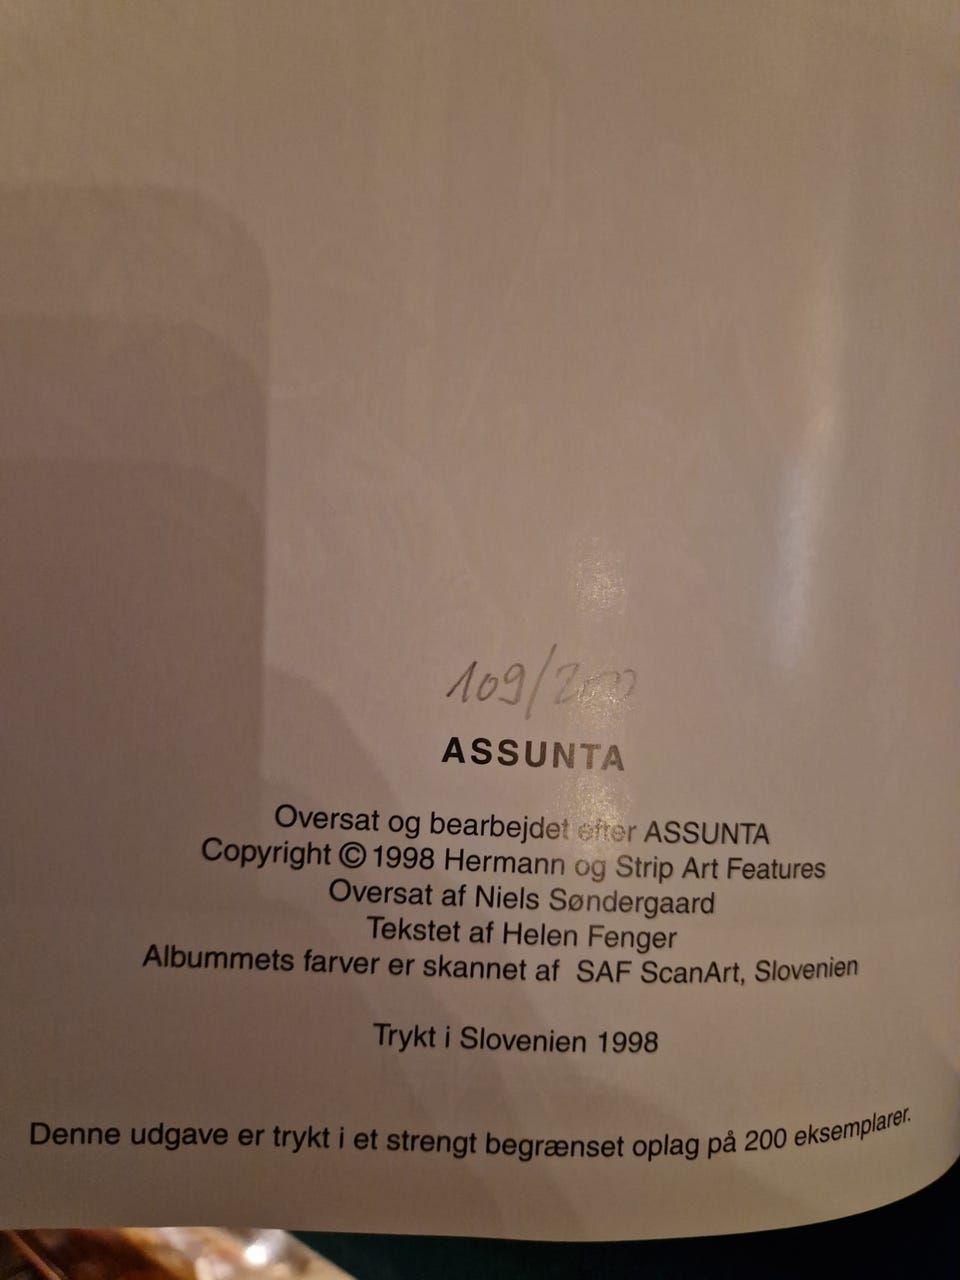 109/200
ASSUNTA
Oversat og bearbejdet efter ASSUNTA
Copyright © 1998 Hermann og Strip Art Features
Oversat af Niels Søndergaard
Tekstet af Helen Fenger
Albummets farver er skannet af SAF ScanArt, Slovenien
Trykt i Slovenien 1998
Denne udgave er trykt i et strengt begrænset oplag på 200 eksemplarer.